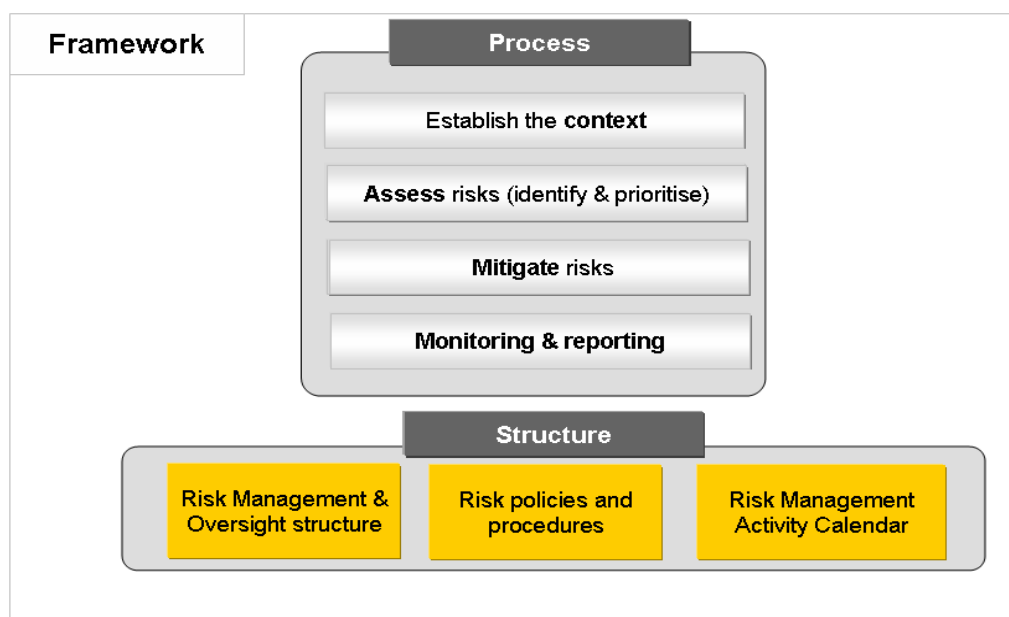 Framework
Process
Establish the context
Assess risks (identify & prioritise)
Mitigate risks
Monitoring & reporting
Structure
Risk Management &
Oversight structure
Risk policies and
procedures
Risk Management
Activity Calendar